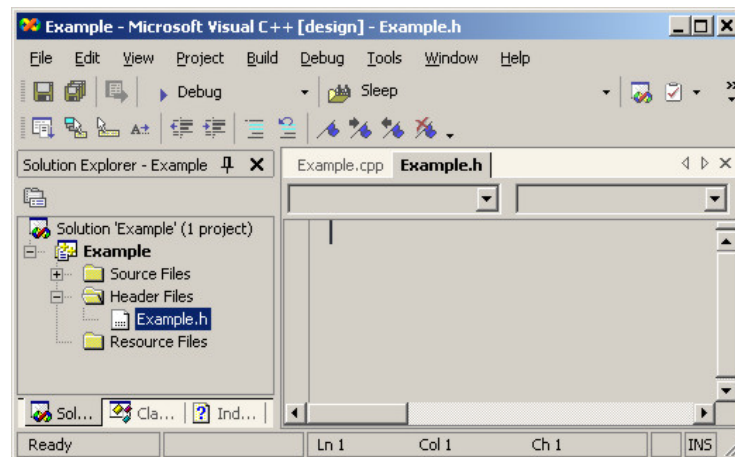 Example - Microsoft Visual C++ [design] - Example.h
File Edit View Project Build Debug Tools Window Help
Debug Sleep
Solution Explorer - Example Example.cpp Example.h
Solution 'Example' (1 project)
Example
Source Files
Header Files
Example.h
Resource Files
Sol... Cla... Ind...
Ready Ln 1 Col 1 Ch 1 INS